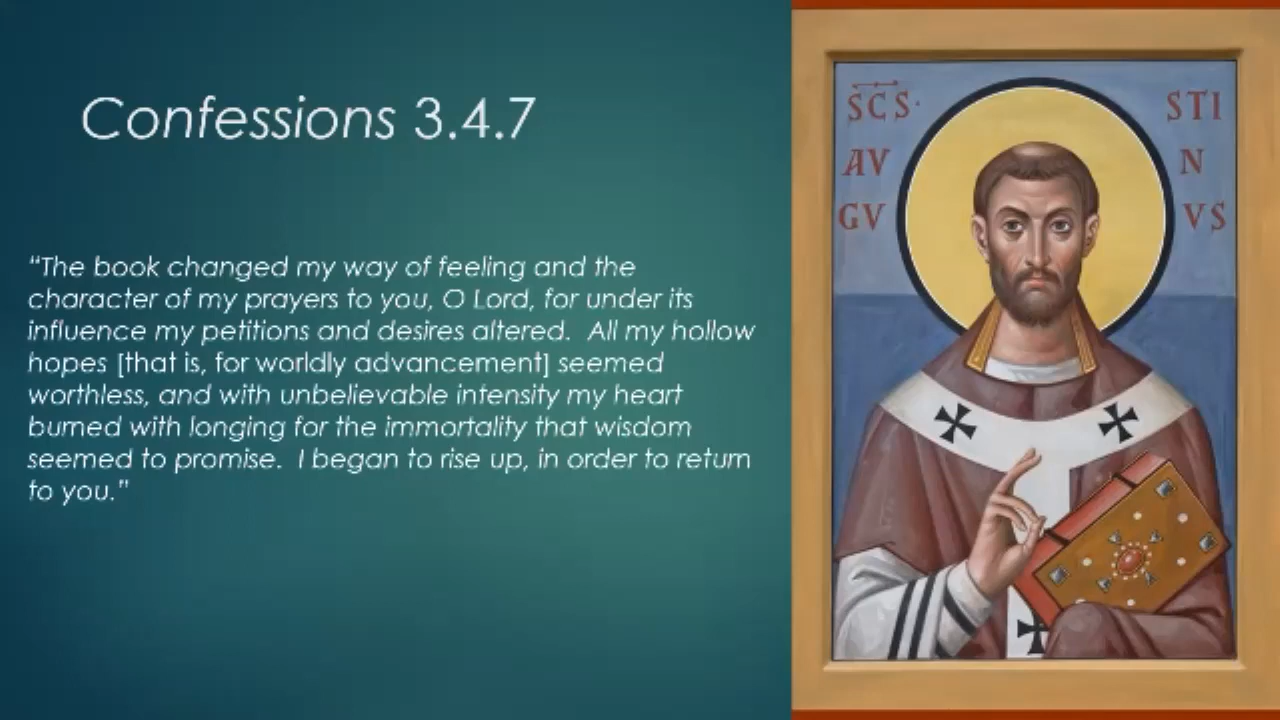 Confessions 3.4.7
“The book changed my way of feeling and the
character of my prayers to you, O Lord, for under its
influence my petitions and desires altered.  All my hollow
hopes [that is, for worldly advancement] seemed
worthless, and with unbelievable intensity my heart
burned with longing for the immortality that wisdom
seemed to promise.  I began to rise up, in order to return
to you.”
SCS·
AV
GV
STI
N
VS